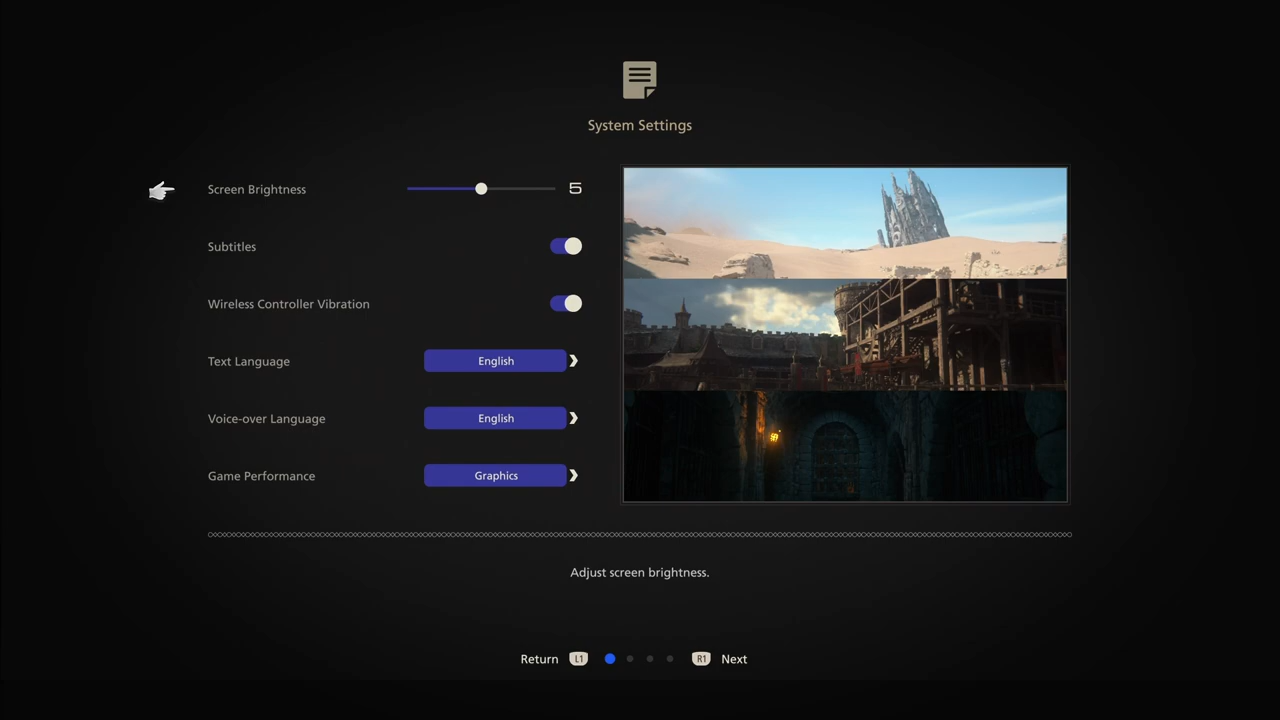 System Settings
Screen Brightness 5
Subtitles
Wireless Controller Vibration
Text Language English
Voice-over Language English
Game Performance Graphics
Adjust screen brightness.
Return L1 R1 Next